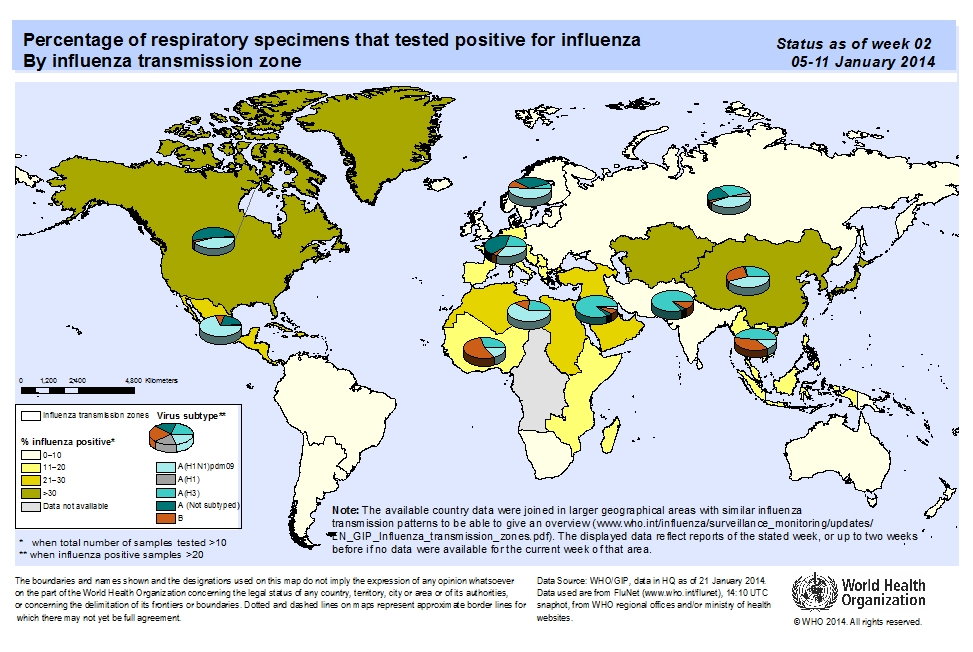 Percentage of respiratory specimens that tested positive for influenza
By influenza transmission zone
Status as of week 02
05-11 January 2014
0 1,200 2,400 4,800 Kilometers
Influenza transmission zones
Virus subtype**
% influenza positive*
0–10
11–20
21–30
>30
Data not available
A(H1N1)pdm09
A(H1)
A(H3)
A (Not subtyped)
B
* when total number of samples tested >10
** when influenza positive samples >20
Note: The available country data were joined in larger geographical areas with similar influenza
transmission patterns to be able to give an overview (www.who.int/influenza/surveillance_monitoring/updates/
EN_GIP_Influenza_transmission_zones.pdf). The displayed data reflect reports of the stated week, or up to two weeks
before if no data were available for the current week of that area.
The boundaries and names shown and the designations used on this map do not imply the expression of any opinion whatsoever
on the part of the World Health Organization concerning the legal status of any country, territory, city or area or of its authorities,
or concerning the delimitation of its frontiers or boundaries. Dotted and dashed lines on maps represent approximate border lines for
which there may not yet be full agreement.
Data Source: WHO/GIP, data in HQ as of 21 January 2014.
Data used are from FluNet (www.who.int/flunet), 14:10 UTC
snapshot, from WHO regional offices and/or ministry of health
websites.
World Health
Organization
© WHO 2014. All rights reserved.